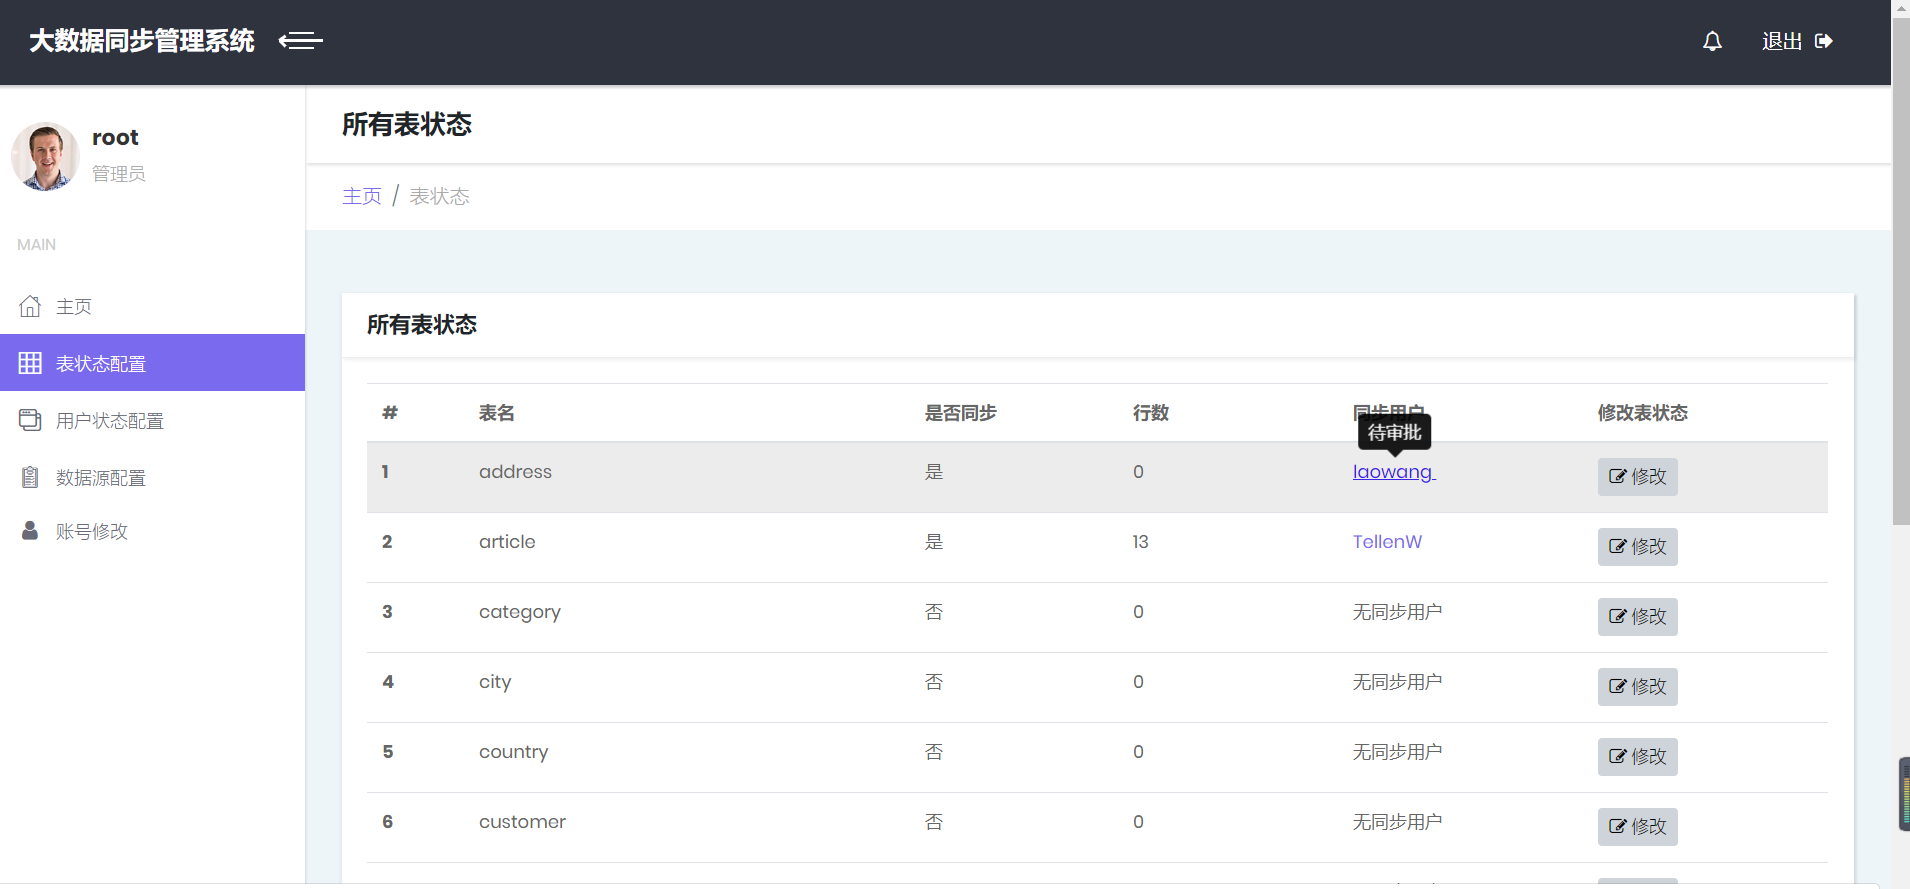 大数据同步管理系统
退出
root
管理员
MAIN
主页
表状态配置
用户状态配置
数据源配置
账号修改
所有表状态
主页 / 表状态
所有表状态
# 表名 是否同步 行数 同步用户 修改表状态
待审批
1 address 是 0 laowang 修改
2 article 是 13 TellenW 修改
3 category 否 0 无同步用户 修改
4 city 否 0 无同步用户 修改
5 country 否 0 无同步用户 修改
6 customer 否 0 无同步用户 修改